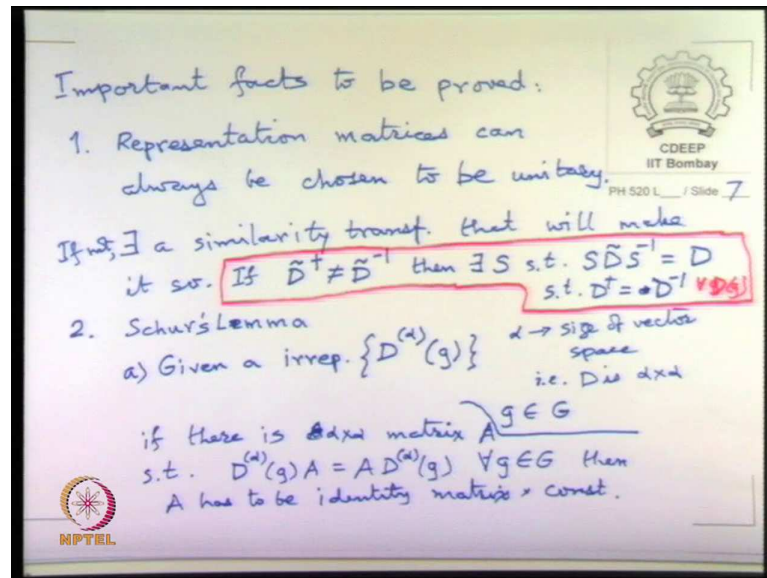 Important facts to be proved:
1. Representation matrices can
always be chosen to be unitary.
CDEEP
IIT Bombay
PH 520 L___ / Slide 7
If not, ∃ a similarity transf. that will make
it so. If D̃† ≠ D̃⁻¹ then ∃ S s.t. S D̃ S⁻¹ = D
s.t. D† = D⁻¹ ∀ D(g)
2. Schur's Lemma
a) Given a irrep. {D^(α)(g)} α → size of vector
space
i.e. D is α×α
g ∈ G
if there is α×α matrix A
s.t. D^(α)(g) A = A D^(α)(g) ∀ g ∈ G then
A has to be identity matrix × const.
NPTEL